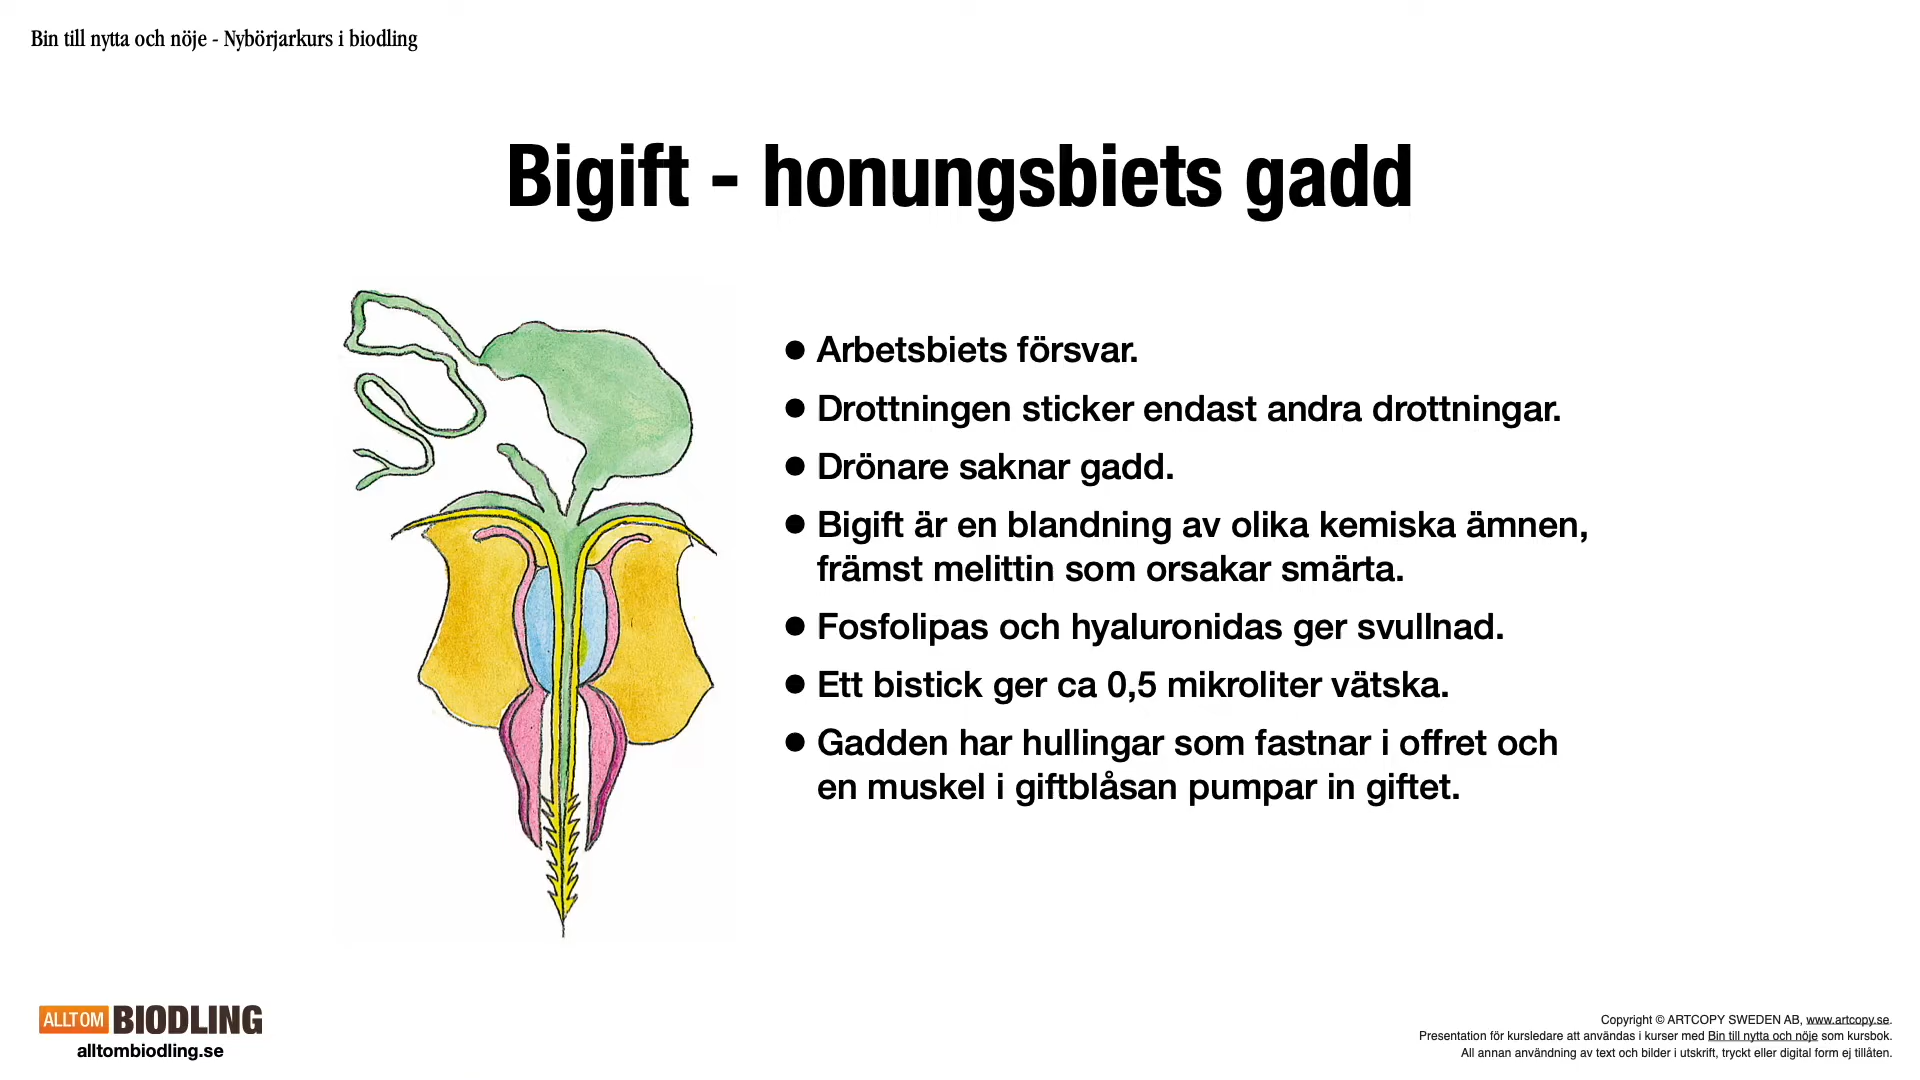 Bin till nytta och nöje - Nybörjarkurs i biodling
Bigift - honungsbiets gadd
● Arbetsbiets försvar.
● Drottningen sticker endast andra drottningar.
● Drönare saknar gadd.
● Bigift är en blandning av olika kemiska ämnen,
främst melittin som orsakar smärta.
● Fosfolipas och hyaluronidas ger svullnad.
● Ett bistick ger ca 0,5 mikroliter vätska.
● Gadden har hullingar som fastnar i offret och
en muskel i giftblåsan pumpar in giftet.
ALLTOM BIODLING
alltombiodling.se
Copyright © ARTCOPY SWEDEN AB, www.artcopy.se.
Presentation för kursledare att användas i kurser med Bin till nytta och nöje som kursbok.
All annan användning av text och bilder i utskrift, tryckt eller digital form ej tillåten.